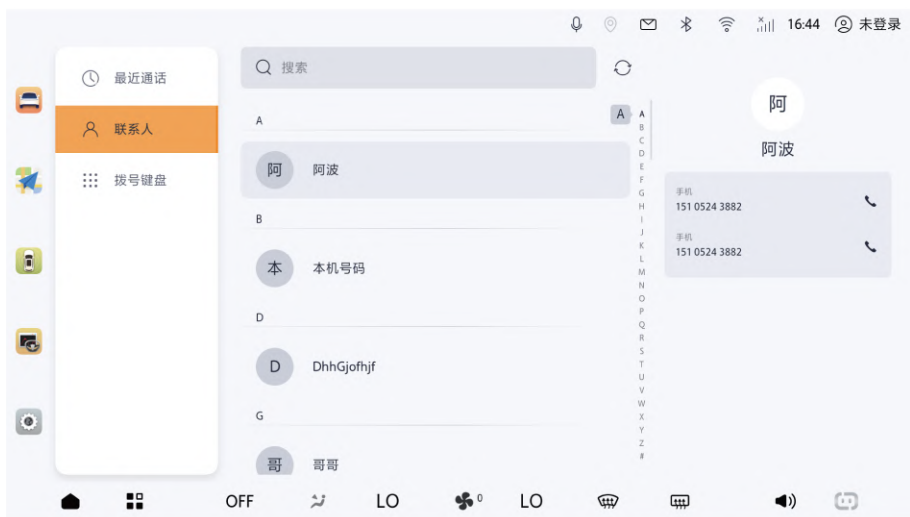 16:44 未登录
最近通话
联系人
拨号键盘
搜索
A
阿 阿波
B
本 本机号码
D
D DhhGjofhjf
G
哥 哥哥
A
A
B
C
D
E
F
G
H
I
J
K
L
M
N
O
P
Q
R
S
T
U
V
W
X
Y
Z
#
阿
阿波
手机
151 0524 3882
手机
151 0524 3882
OFF LO 0 LO